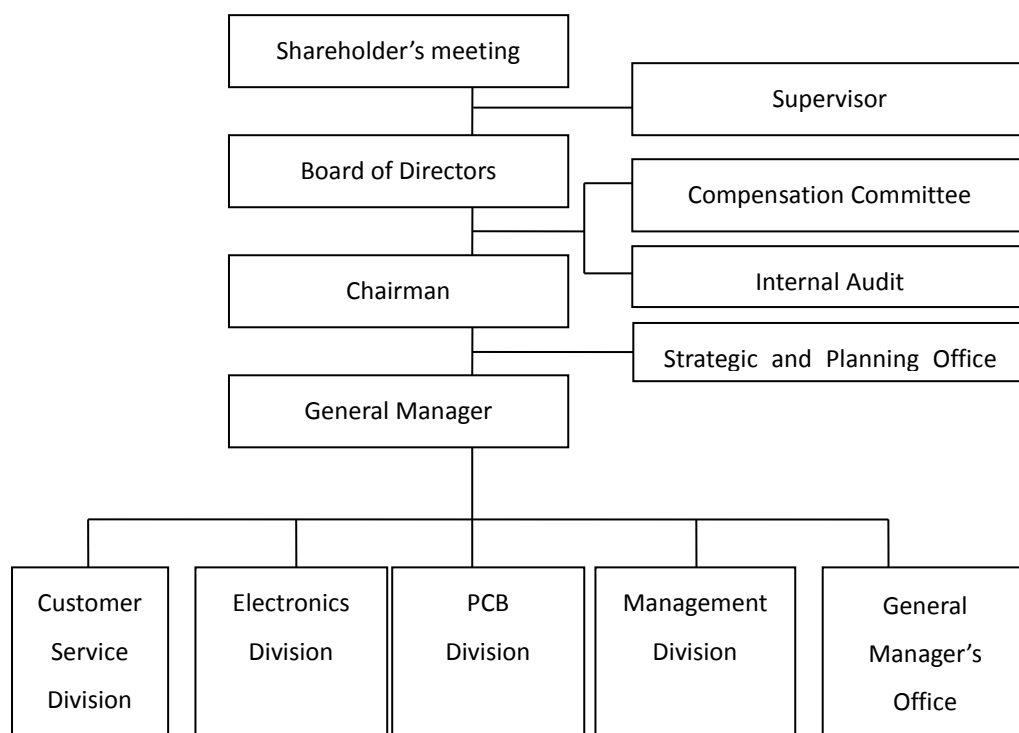 Shareholder’s meeting
Supervisor
Board of Directors
Compensation Committee
Internal Audit
Chairman
Strategic and Planning Office
General Manager
Customer
Service
Division
Electronics
Division
PCB
Division
Management
Division
General
Manager’s
Office